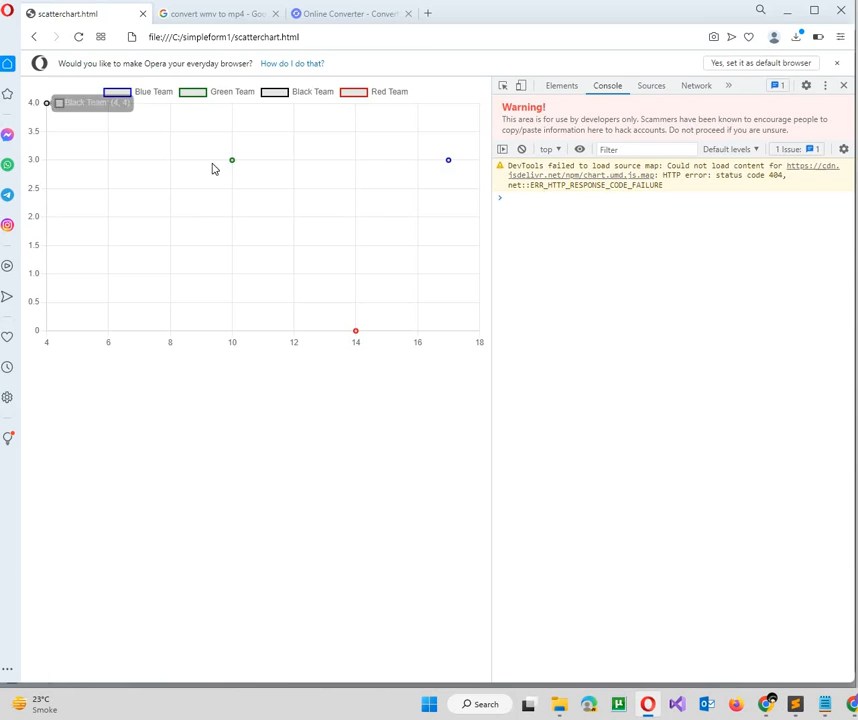 scatterchart.html
convert wmv to mp4 - Goo
Online Converter - Convert
file:///C:/simpleform1/scatterchart.html
Would you like to make Opera your everyday browser? How do I do that?
Yes, set as default browser
Blue Team
Green Team
Black Team
Red Team
Black Team: (4, 4)
4.0
3.5
3.0
2.5
2.0
1.5
1.0
0.5
0
4 6 8 10 12 14 16 18
Elements Console Sources Network » 1
Warning!
This area is for use by developers only. Scammers have been known to encourage people to
copy/paste information here to hack accounts. Do not proceed if you are unsure.
top Filter Default levels 1 Issue: 1
DevTools failed to load source map: Could not load content for https://cdn.
jsdelivr.net/npm/chart.umd.js.map: HTTP error: status code 404,
net::ERR_HTTP_RESPONSE_CODE_FAILURE
23°C
Smoke
Search